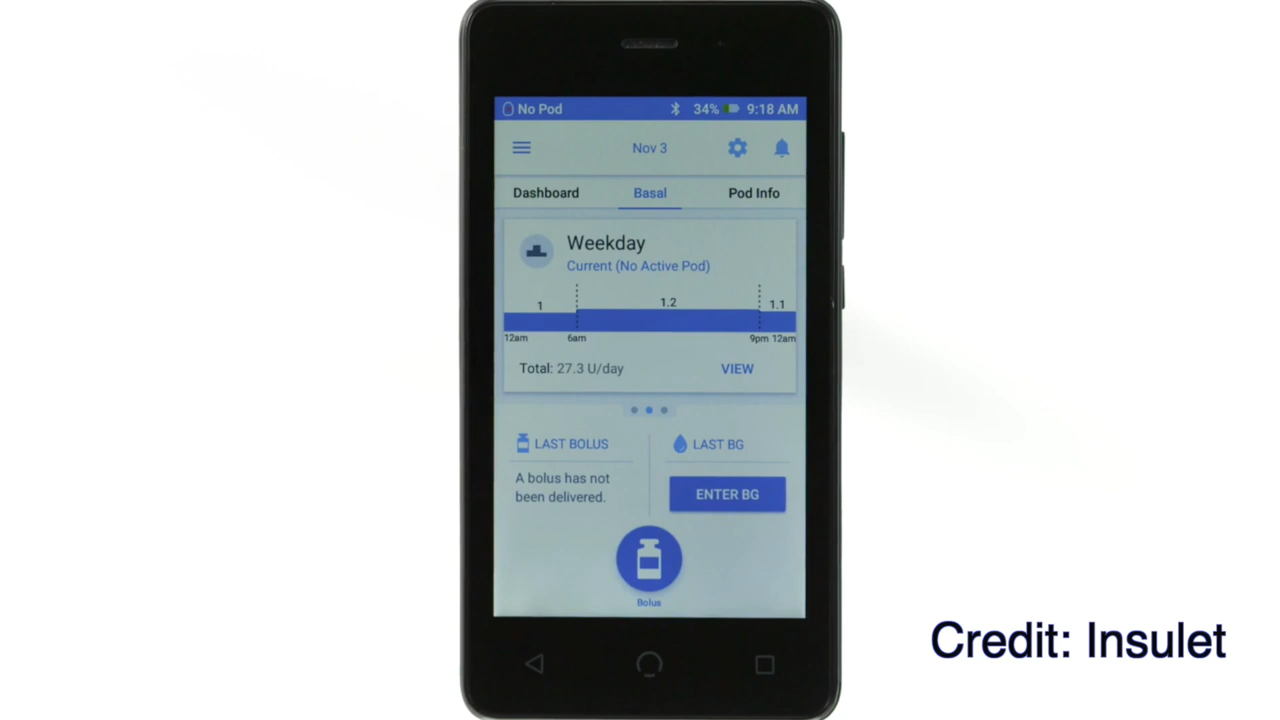 No Pod 34% 9:18 AM
Nov 3
Dashboard Basal Pod Info
Weekday
Current (No Active Pod)
1 1.2 1.1
12am 6am 9pm 12am
Total: 27.3 U/day VIEW
LAST BOLUS LAST BG
A bolus has not
been delivered.
ENTER BG
Bolus
Credit: Insulet